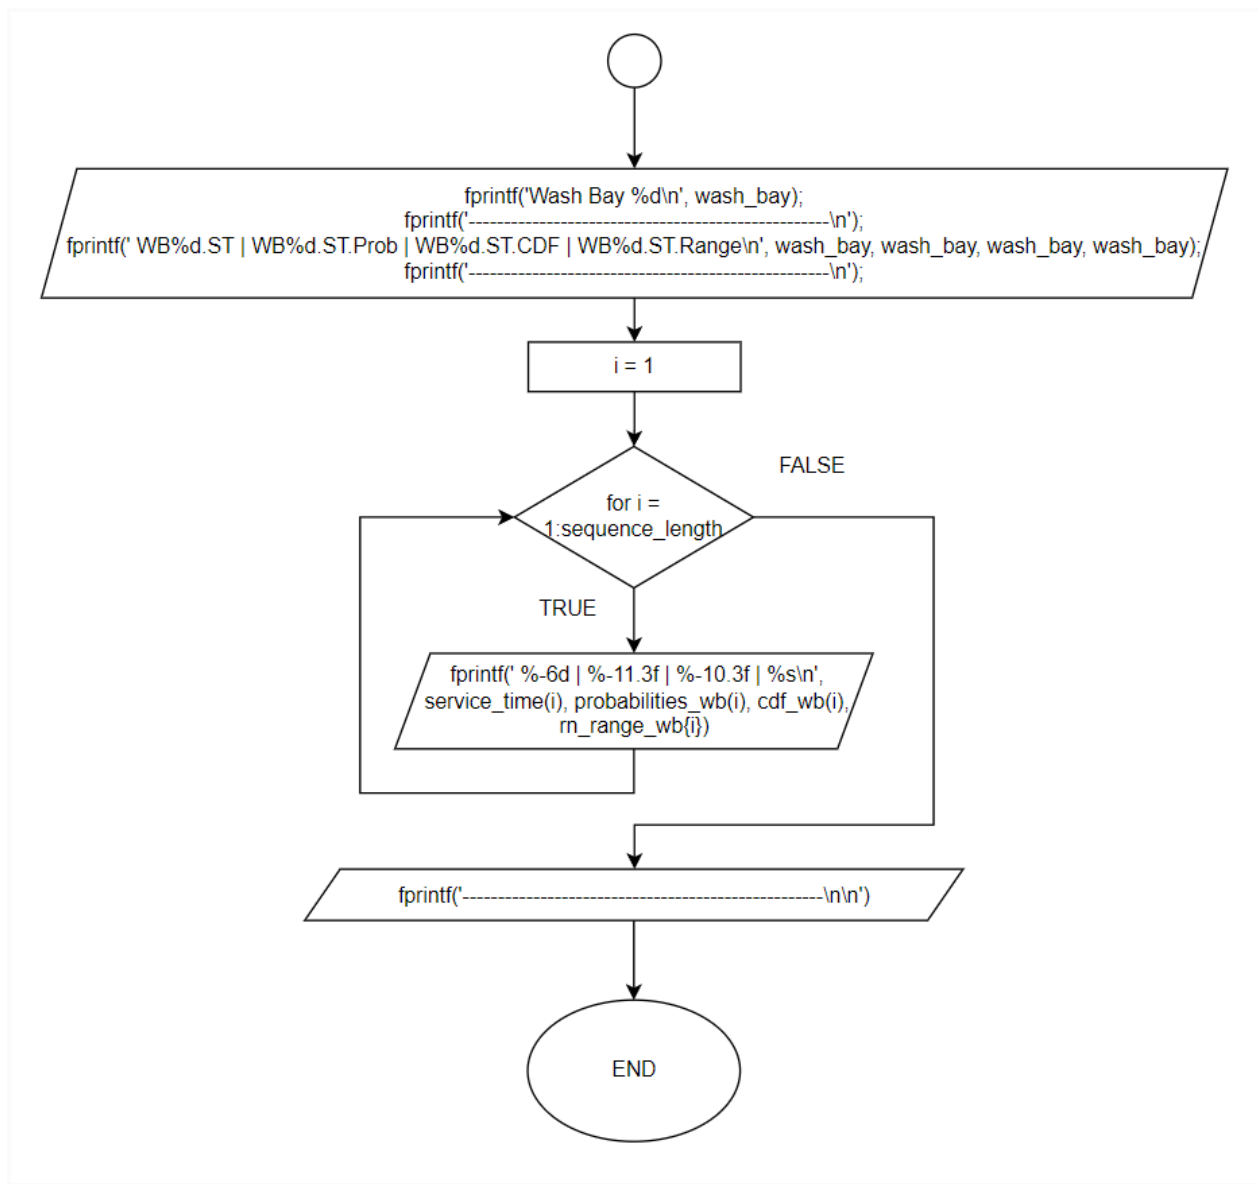 fprintf('Wash Bay %d\n', wash_bay);
fprintf('---------------------------------------------------\n');
fprintf(' WB%d.ST | WB%d.ST.Prob | WB%d.ST.CDF | WB%d.ST.Range\n', wash_bay, wash_bay, wash_bay, wash_bay);
fprintf('---------------------------------------------------\n');
i = 1
FALSE
for i =
1:sequence_length
TRUE
fprintf(' %-6d | %-11.3f | %-10.3f | %s\n',
service_time(i), probabilities_wb(i), cdf_wb(i),
rn_range_wb{i})
fprintf('---------------------------------------------------\n\n')
END